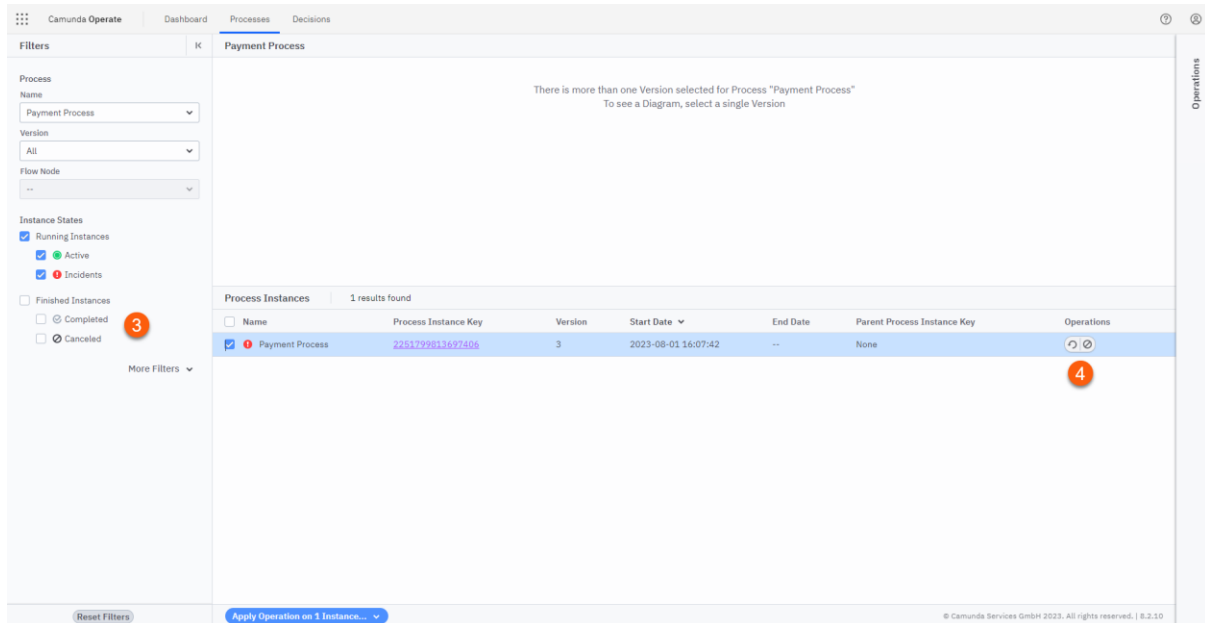 Camunda Operate Dashboard Processes Decisions
Filters
Process
Name
Payment Process
Version
All
Flow Node
--
Instance States
Running Instances
Active
Incidents
Finished Instances
Completed
Canceled
3
More Filters
Reset Filters
Payment Process
There is more than one Version selected for Process "Payment Process"
To see a Diagram, select a single Version
Process Instances 1 results found
Name Process Instance Key Version Start Date End Date Parent Process Instance Key Operations
Payment Process 2251799813697406 3 2023-08-01 16:07:42 -- None
4
Apply Operation on 1 Instance...
© Camunda Services GmbH 2023. All rights reserved. | 8.2.10
Operations